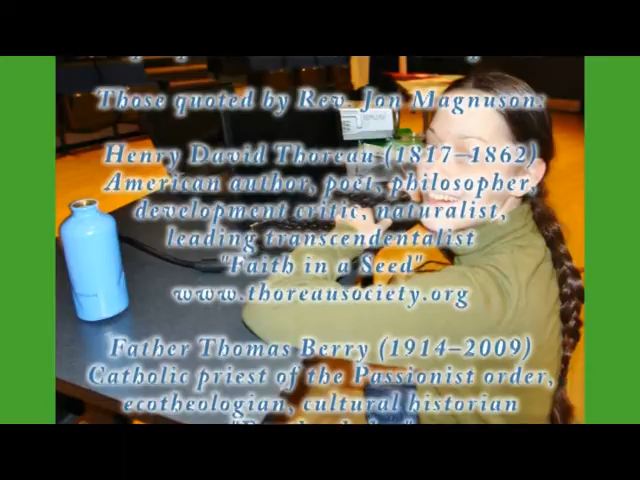 Those quoted by Rev. Jon Magnuson:
Henry David Thoreau (1817–1862)
American author, poet, philosopher,
development critic, naturalist,
leading transcendentalist
"Faith in a Seed"
www.thoreausociety.org
Father Thomas Berry (1914–2009)
Catholic priest of the Passionist order,
ecotheologian, cultural historian